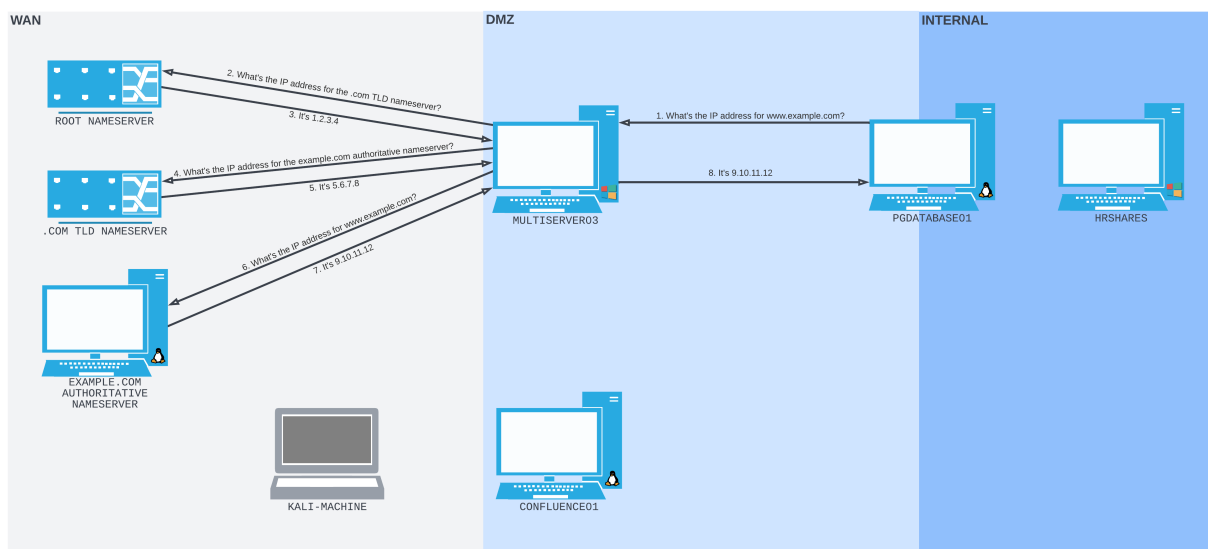 WAN
DMZ
INTERNAL
2. What's the IP address for the .com TLD nameserver?
3. It's 1.2.3.4
ROOT NAMESERVER
1. What's the IP address for www.example.com?
4. What's the IP address for the example.com authoritative nameserver?
5. It's 5.6.7.8
8. It's 9.10.11.12
.COM TLD NAMESERVER
MULTISERVER03
PGDATABASE01
HRSHARES
6. What's the IP address for www.example.com?
7. It's 9.10.11.12
EXAMPLE.COM
AUTHORITATIVE
NAMESERVER
KALI-MACHINE
CONFLUENCE01